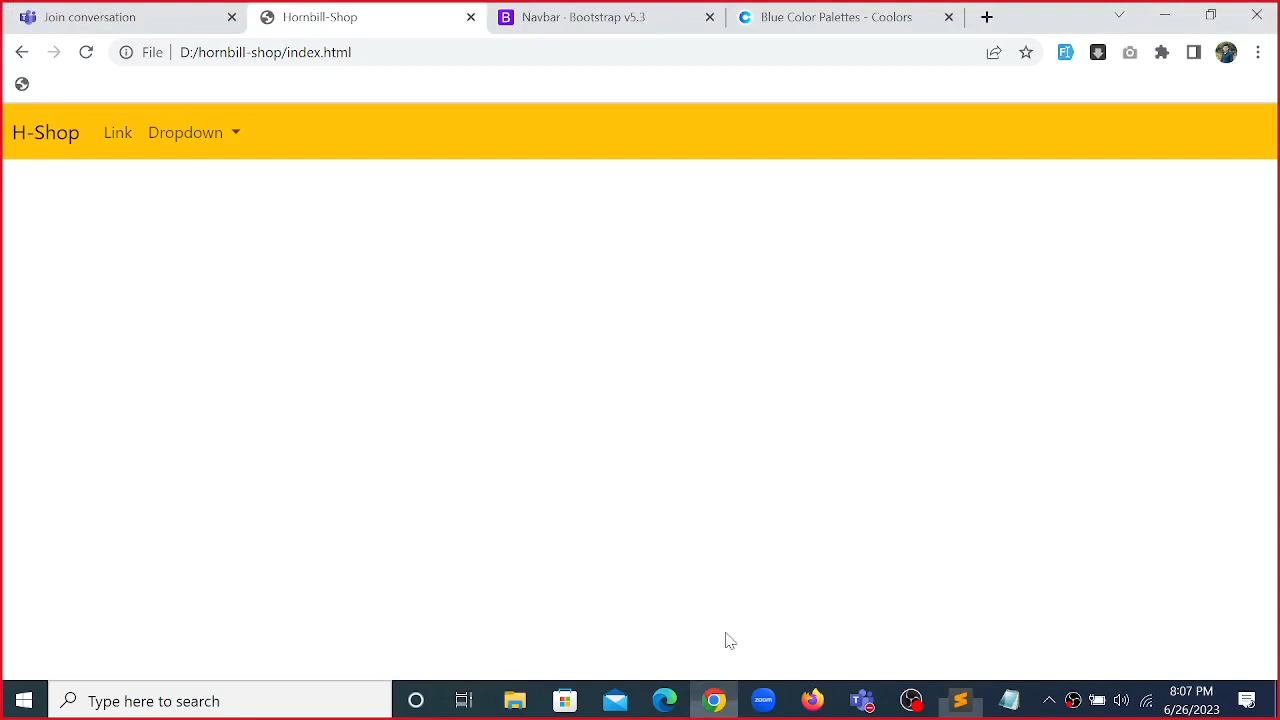 Join conversation
Hornbill-Shop
B
Navbar · Bootstrap v5.3
Blue Color Palettes - Coolors
File
D:/hornbill-shop/index.html
H-Shop
Link
Dropdown
Type here to search
zoom
8:07 PM
6/26/2023